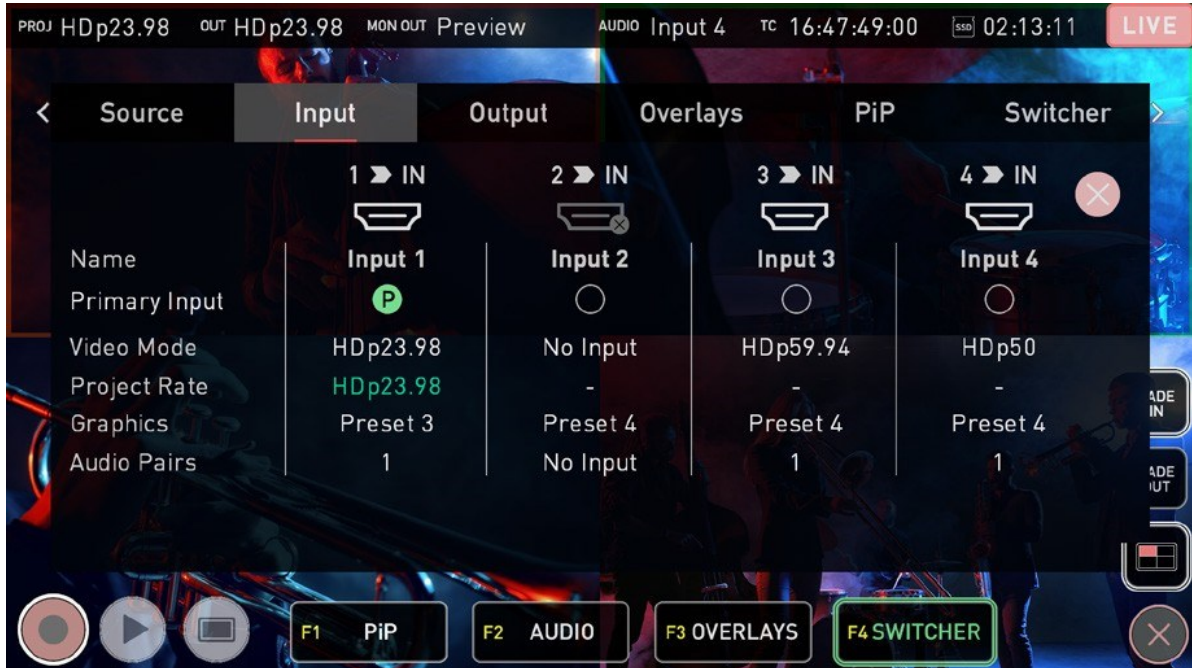 PROJ HDp23.98 OUT HDp23.98 MON OUT Preview AUDIO Input 4 TC 16:47:49:00 SSD 02:13:11 LIVE
< Source Input Output Overlays PiP Switcher >
1 IN 2 IN 3 IN 4 IN
Name Input 1 Input 2 Input 3 Input 4
Primary Input P
Video Mode HDp23.98 No Input HDp59.94 HDp50
Project Rate HDp23.98 - - -
Graphics Preset 3 Preset 4 Preset 4 Preset 4
Audio Pairs 1 No Input 1 1
ADE
IN
ADE
UT
F1 PiP F2 AUDIO F3 OVERLAYS F4 SWITCHER